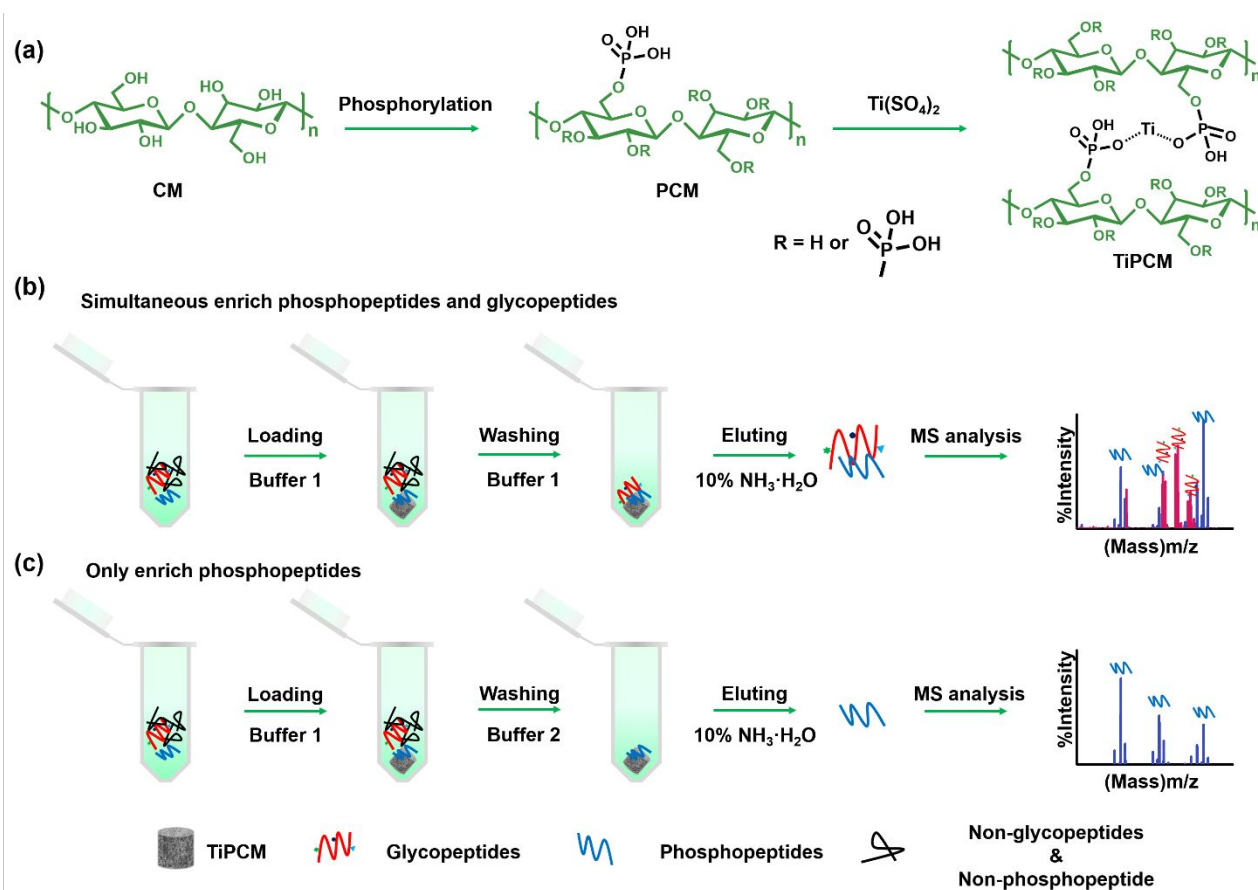 (a)
OH
HO
OH
O
O
O
O
HO
OH
OH
n
CM
Phosphorylation
O
OH
P
OH
O
RO
OR
O
O
O
O
RO
OR
OR
n
PCM
Ti(SO₄)₂
R = H or
O
OH
P
OH
OR
RO
OR
O
O
O
O
RO
OR
O
n
OH
O
P
O
Ti
O
P
O
OH
O
RO
OR
O
O
O
O
RO
OR
OR
n
TiPCM
(b)
Simultaneous enrich phosphopeptides and glycopeptides
Loading
Buffer 1
Washing
Buffer 1
Eluting
10% NH₃·H₂O
MS analysis
%Intensity
(Mass)m/z
(c)
Only enrich phosphopeptides
Loading
Buffer 1
Washing
Buffer 2
Eluting
10% NH₃·H₂O
MS analysis
%Intensity
(Mass)m/z
TiPCM
Glycopeptides
Phosphopeptides
Non-glycopeptides
&
Non-phosphopeptide